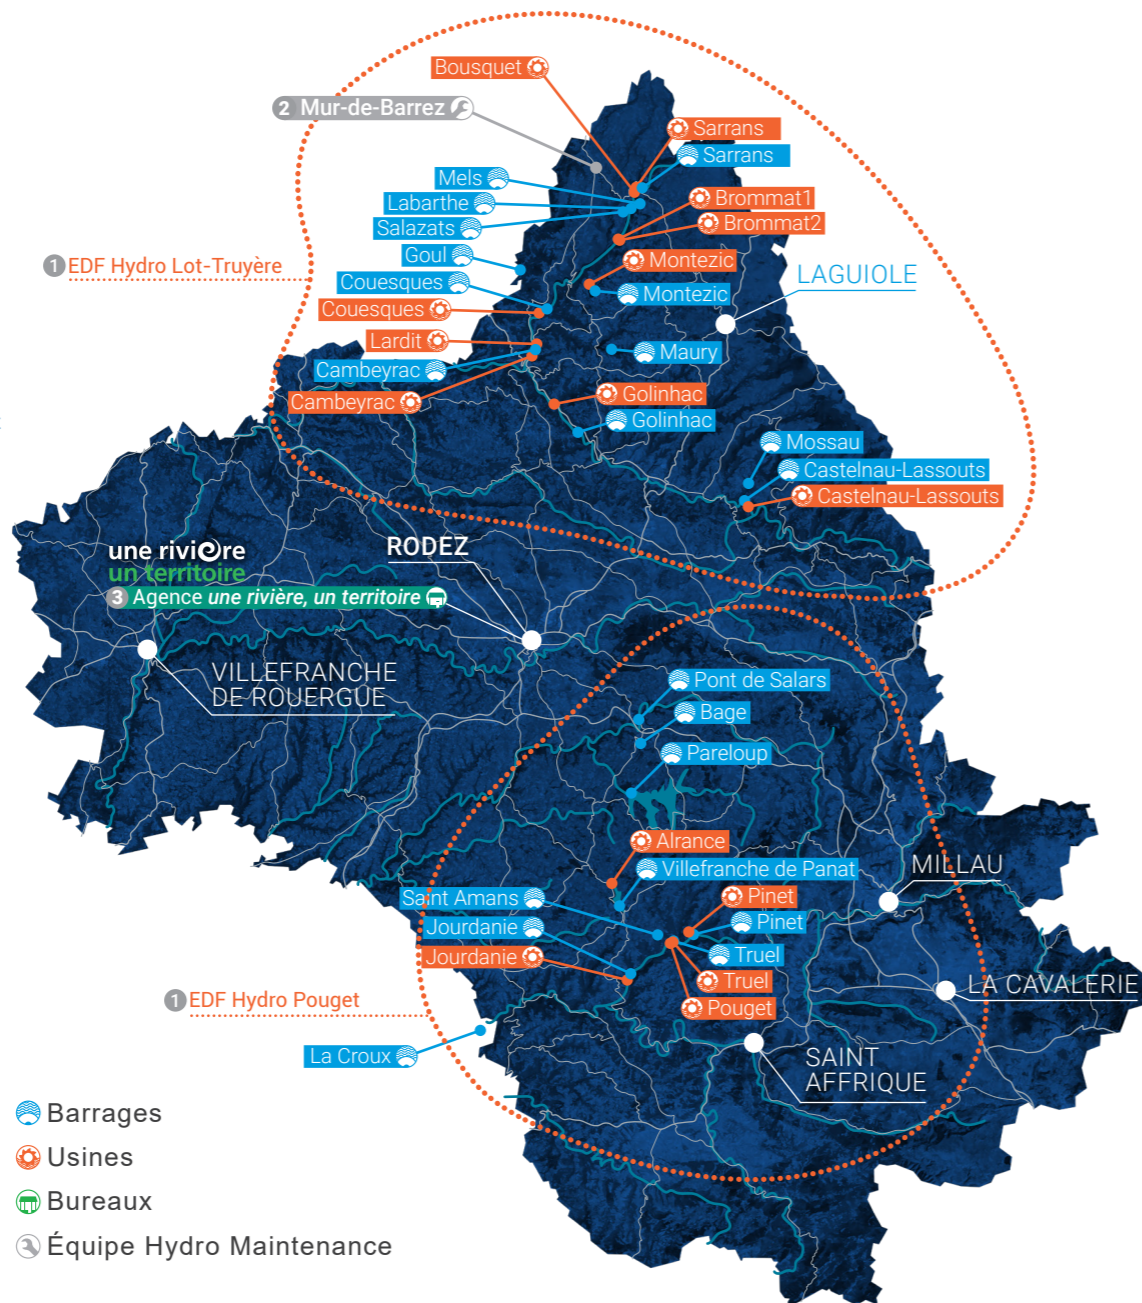 Bousquet
2 Mur-de-Barrez
Sarrans
Sarrans
Mels
Labarthe
Salazats
Brommat1
Brommat2
Goul
1 EDF Hydro Lot-Truyère
Montezic
Montezic
LAGUIOLE
Couesques
Couesques
Lardit
Maury
Cambeyrac
Cambeyrac
Golinhac
Golinhac
Mossau
Castelnau-Lassouts
Castelnau-Lassouts
une rivière
un territoire
RODEZ
3 Agence une rivière, un territoire
VILLEFRANCHE
DE ROUERGUE
Pont de Salars
Bage
Pareloup
Alrance
Villefranche de Panat
MILLAU
Saint Amans
Pinet
Jourdanie
Pinet
Jourdanie
Truel
Truel
LA CAVALERIE
1 EDF Hydro Pouget
Pouget
La Croux
SAINT
AFFRIQUE
Barrages
Usines
Bureaux
Équipe Hydro Maintenance